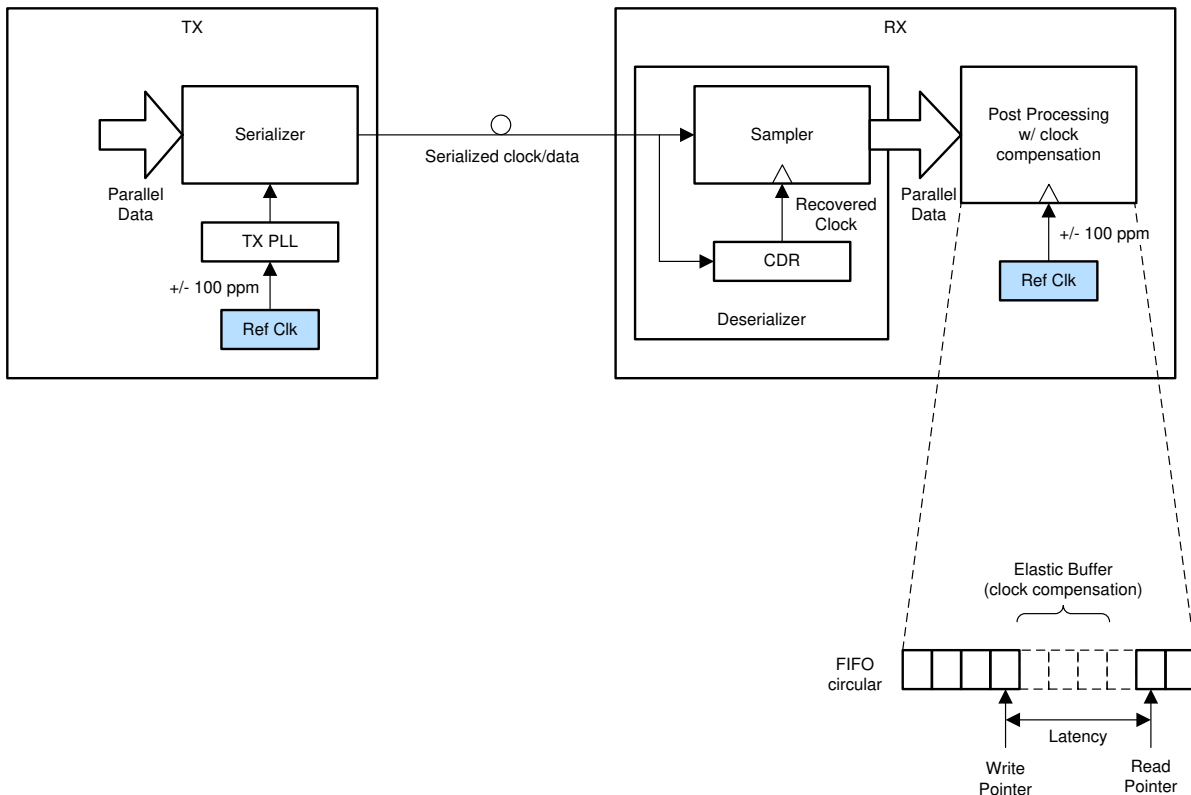 TX
RX
Serializer
Parallel
Data
TX PLL
+/- 100 ppm
Ref Clk
Serialized clock/data
Sampler
Recovered
Clock
CDR
Deserializer
Parallel
Data
Post Processing
w/ clock
compensation
+/- 100 ppm
Ref Clk
Elastic Buffer
(clock compensation)
FIFO
circular
Latency
Write
Pointer
Read
Pointer